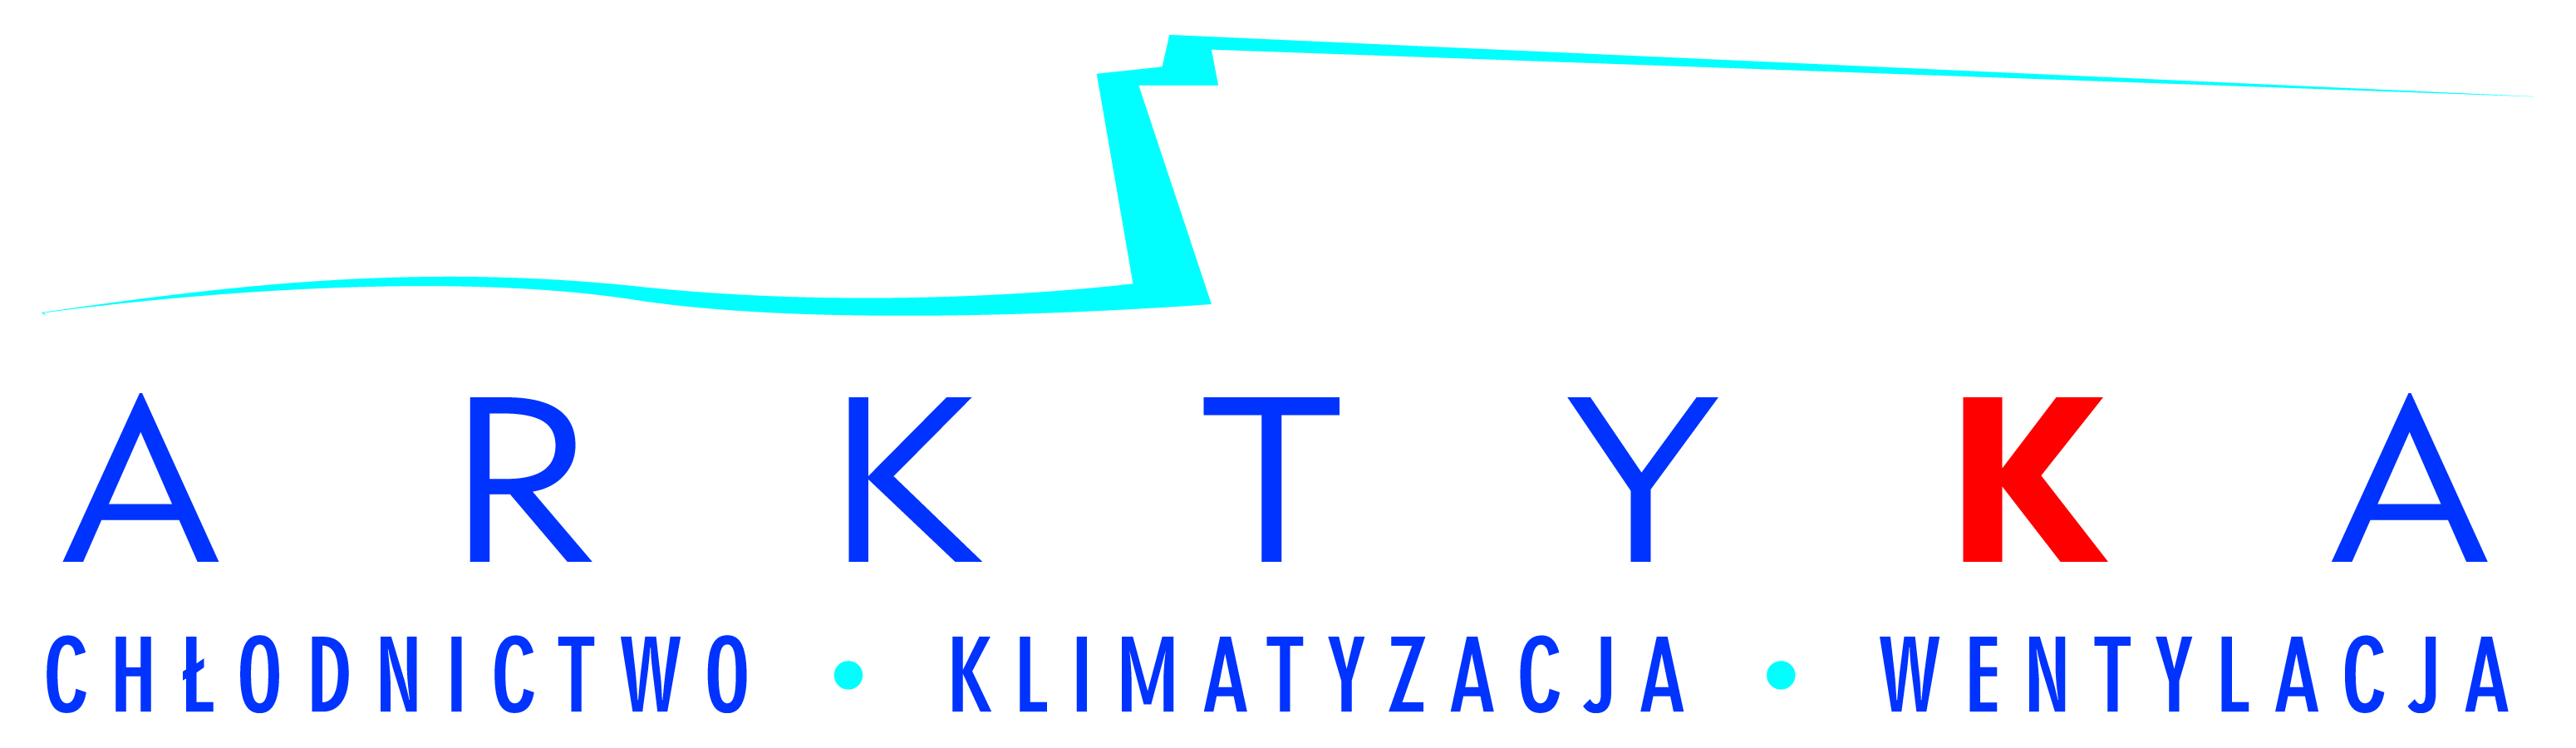 ARKTYKA
CHŁODNICTWO • KLIMATYZACJA • WENTYLACJA